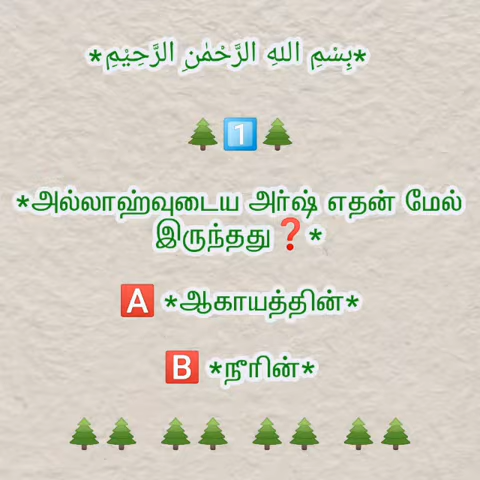 *بِسْمِ اللهِ الرَّحْمٰنِ الرَّحِيْمِ*
🌲1️⃣🌲
*அல்லாஹ்வுடைய அர்ஷ் எதன் மேல்
இருந்தது❓*
🅰 *ஆகாயத்தின்*
🅱 *நீரின்*
🌲🌲 🌲🌲 🌲🌲 🌲🌲